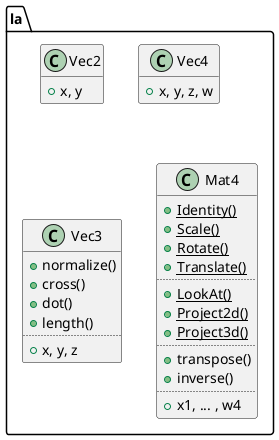 la
C Vec2
x, y
C Vec4
x, y, z, w
C Vec3
normalize()
cross()
dot()
length()
x, y, z
C Mat4
Identity()
Scale()
Rotate()
Translate()
LookAt()
Project2d()
Project3d()
transpose()
inverse()
x1, ... , w4